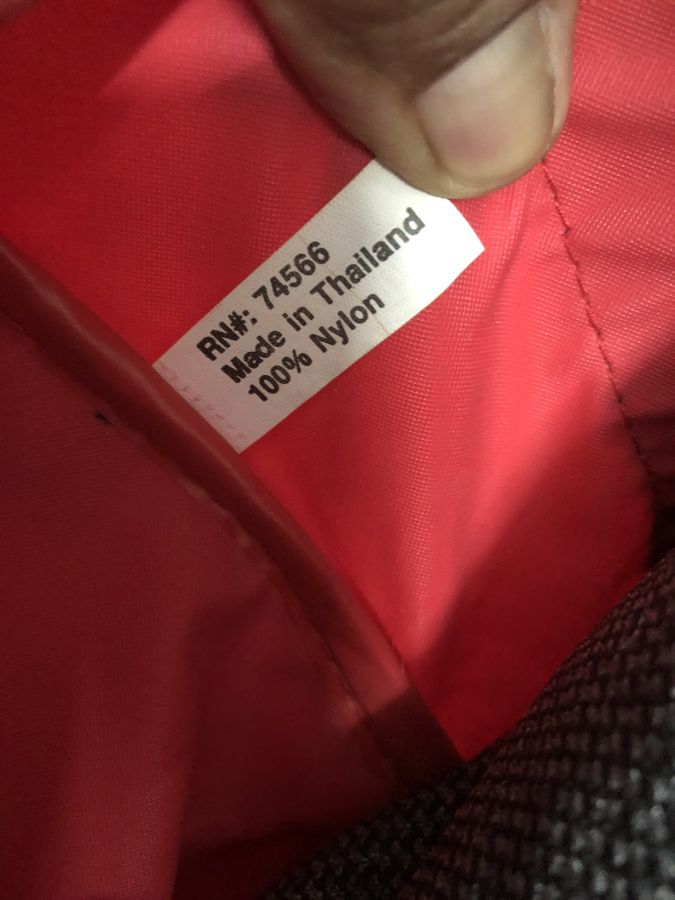 RN#: 74566
Made in Thailand
100% Nylon